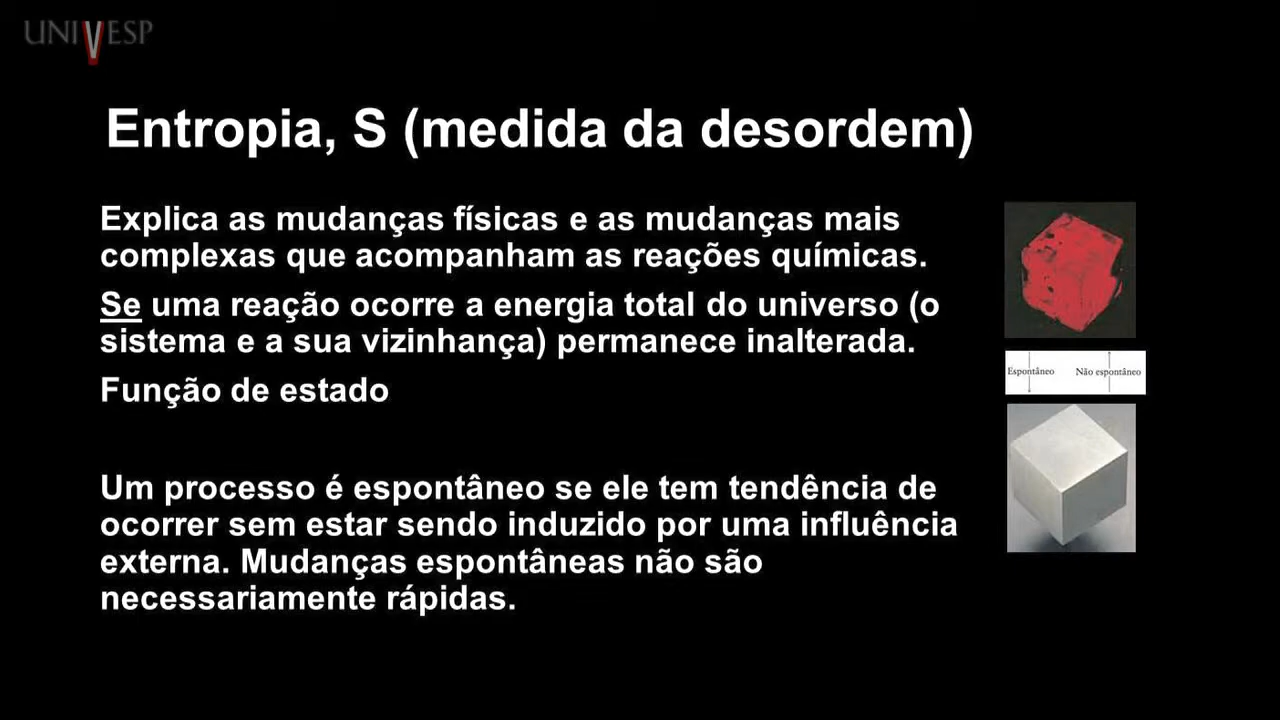 UNIVESP
Entropia, S (medida da desordem)
Explica as mudanças físicas e as mudanças mais
complexas que acompanham as reações químicas.
Se uma reação ocorre a energia total do universo (o
sistema e a sua vizinhança) permanece inalterada.
Função de estado
Espontâneo Não espontâneo
Um processo é espontâneo se ele tem tendência de
ocorrer sem estar sendo induzido por uma influência
externa. Mudanças espontâneas não são
necessariamente rápidas.